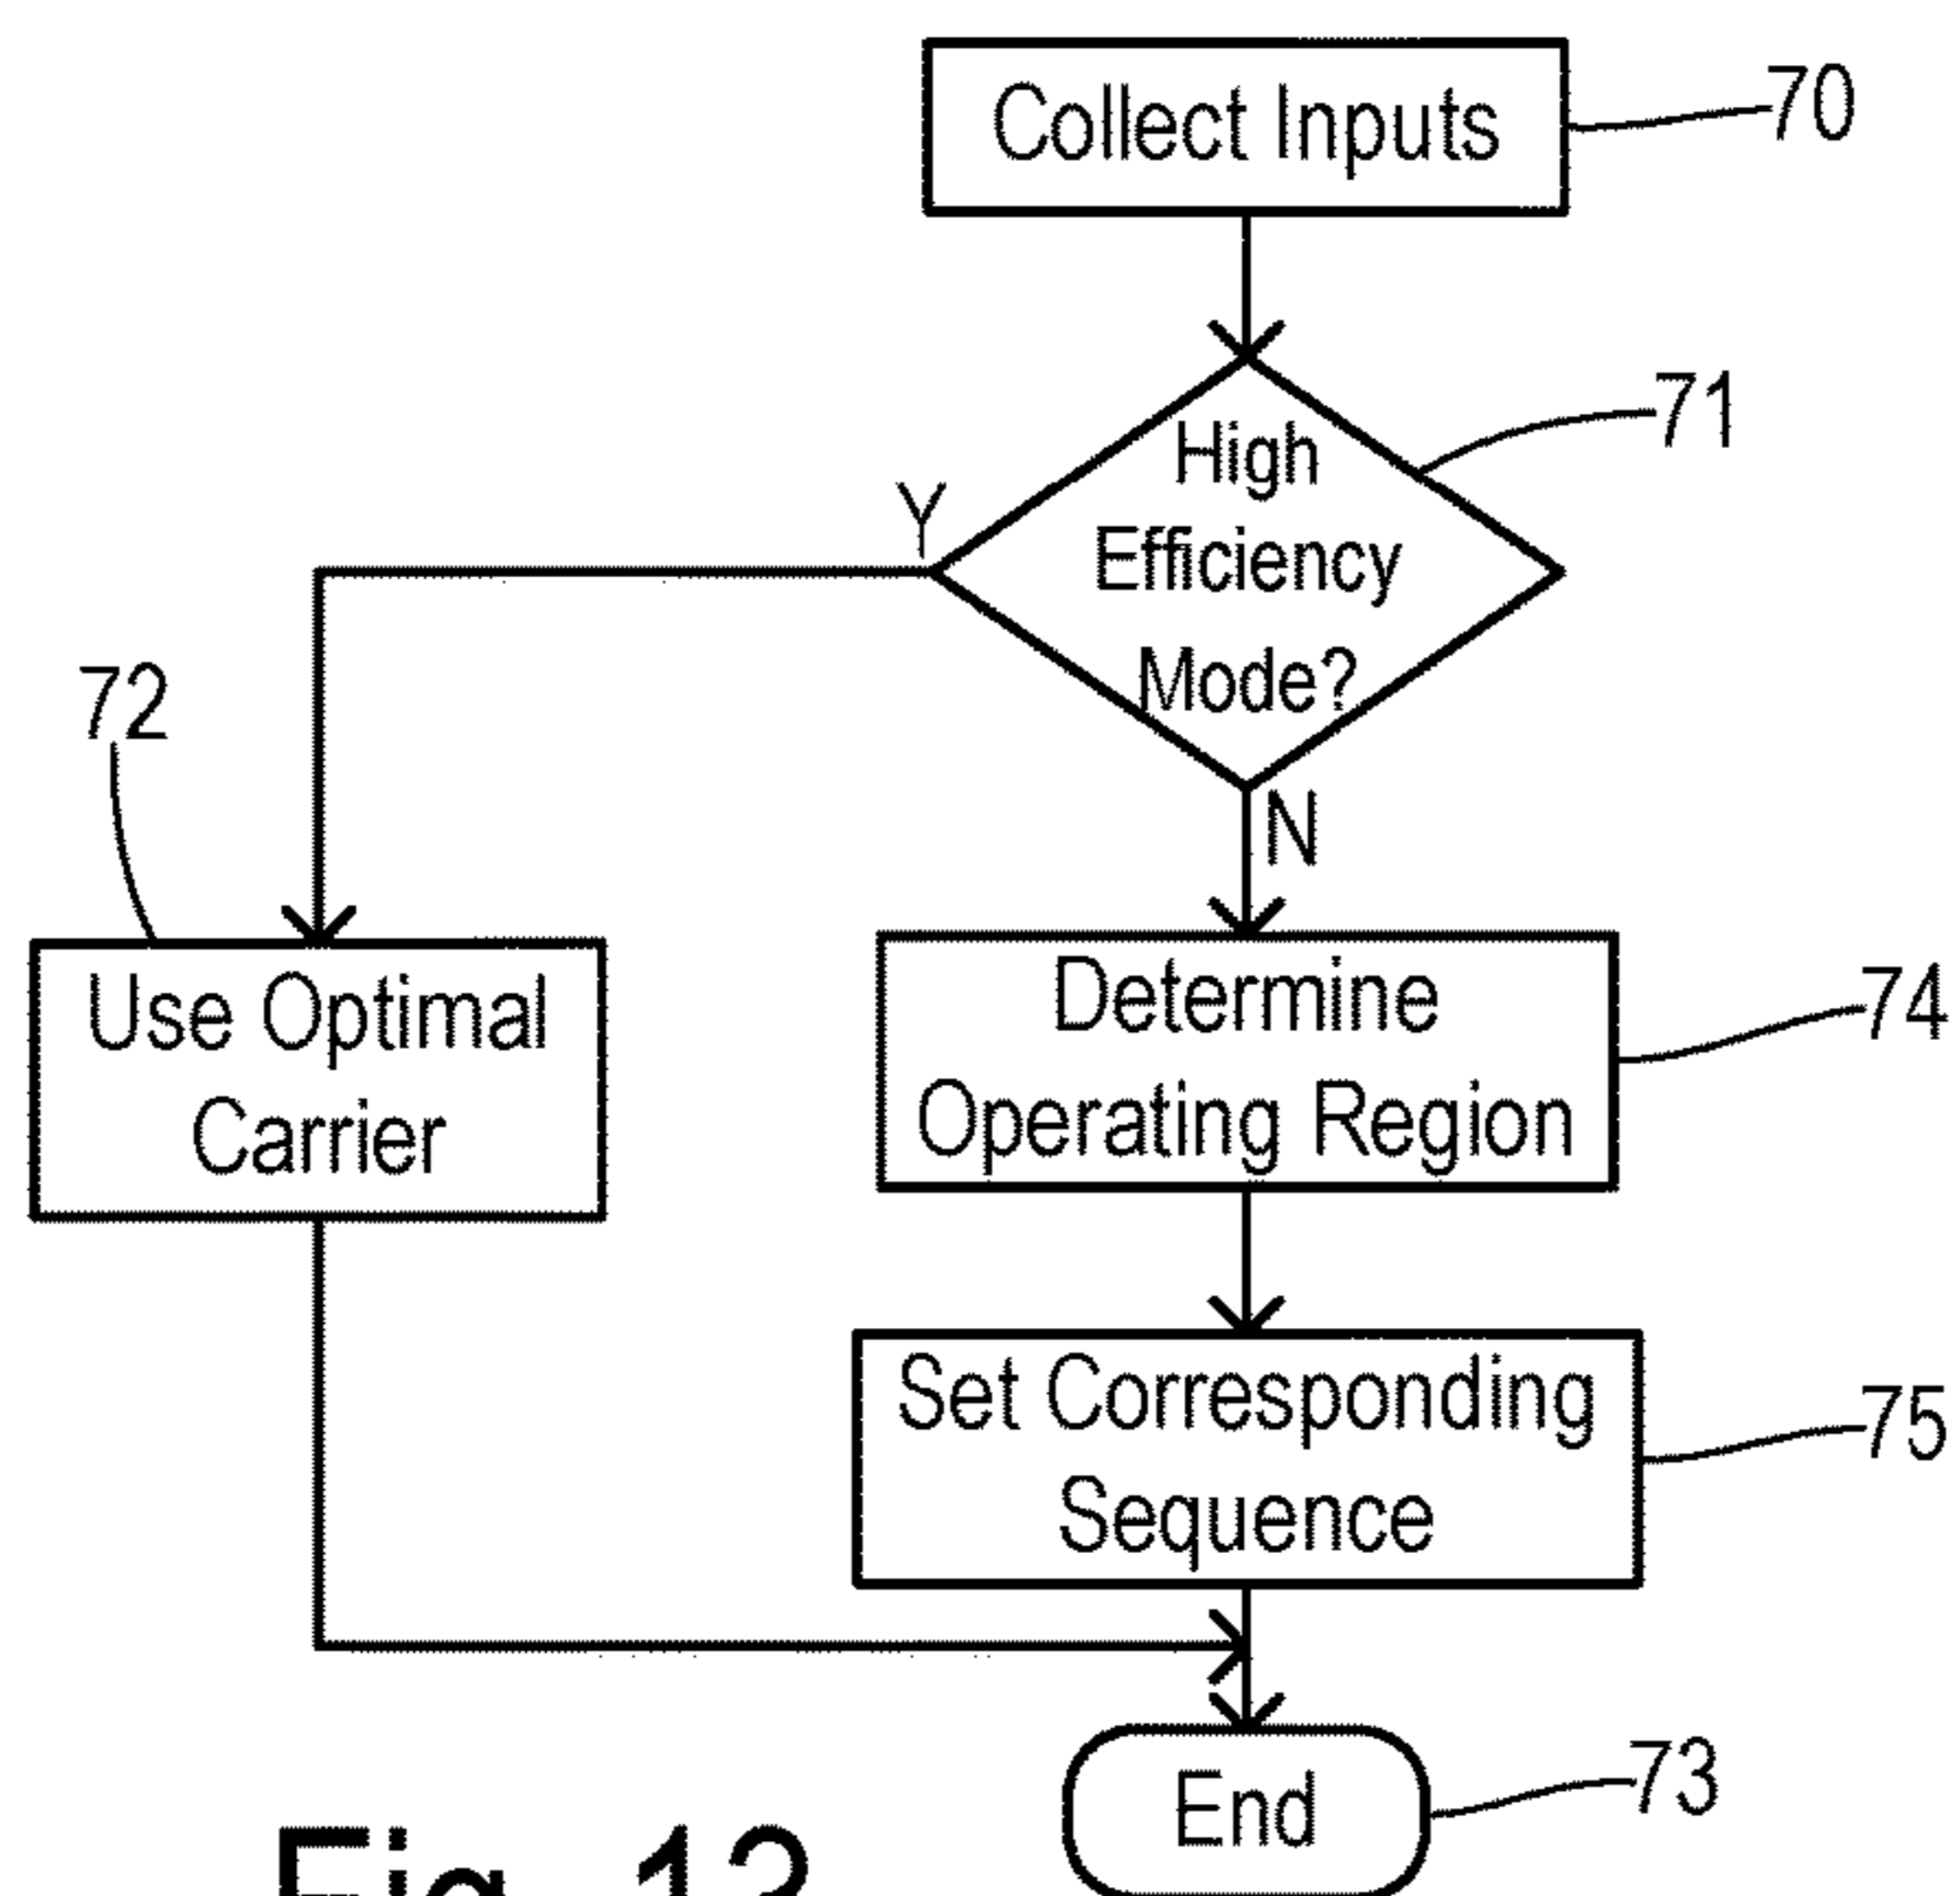 Collect Inputs
70
High
Efficiency
Mode?
71
Y
N
72
Use Optimal
Carrier
Determine
Operating Region
74
Set Corresponding
Sequence
75
End
73